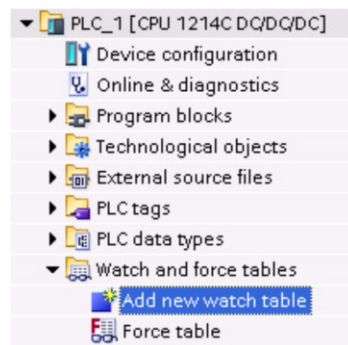 PLC_1 [CPU 1214C DC/DC/DC]
Device configuration
Online & diagnostics
Program blocks
Technological objects
External source files
PLC tags
PLC data types
Watch and force tables
Add new watch table
Force table